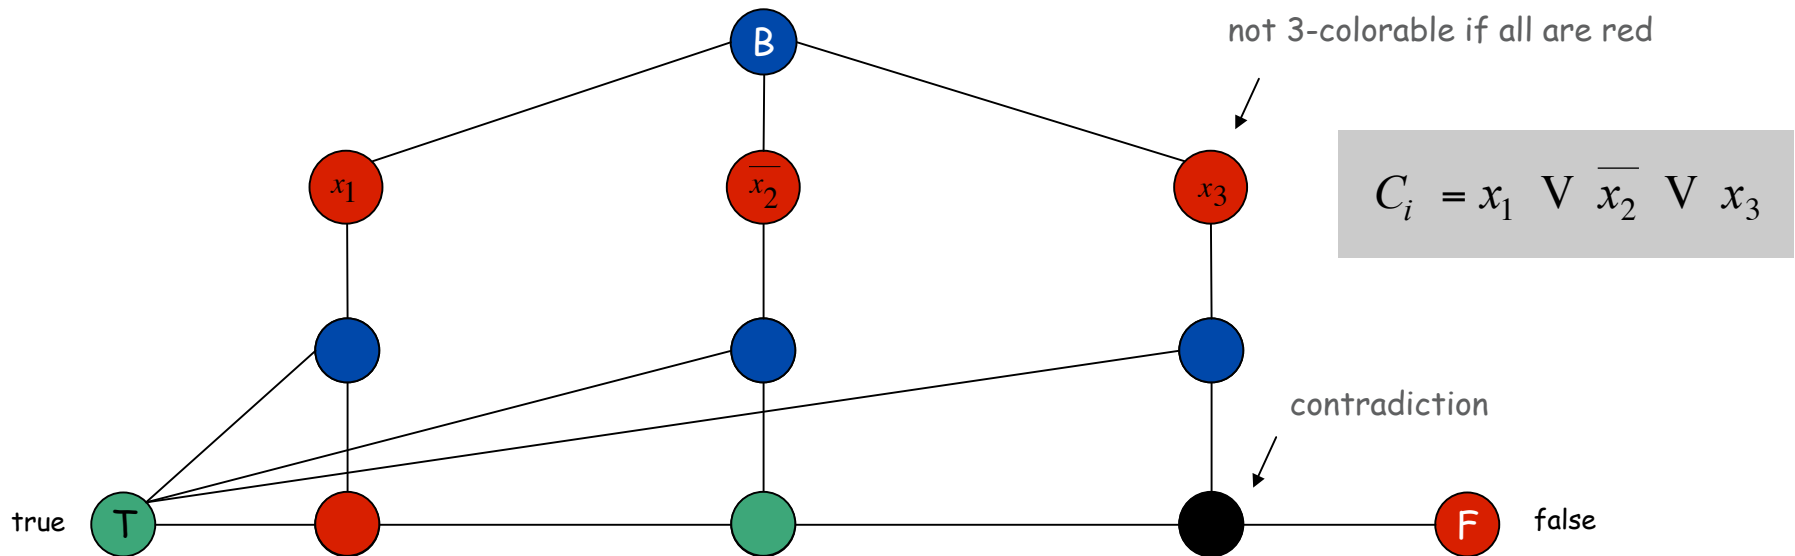 B
not 3-colorable if all are red
x₁
x̅₂
x₃
Cᵢ = x₁ V x̅₂ V x₃
contradiction
true
T
F
false